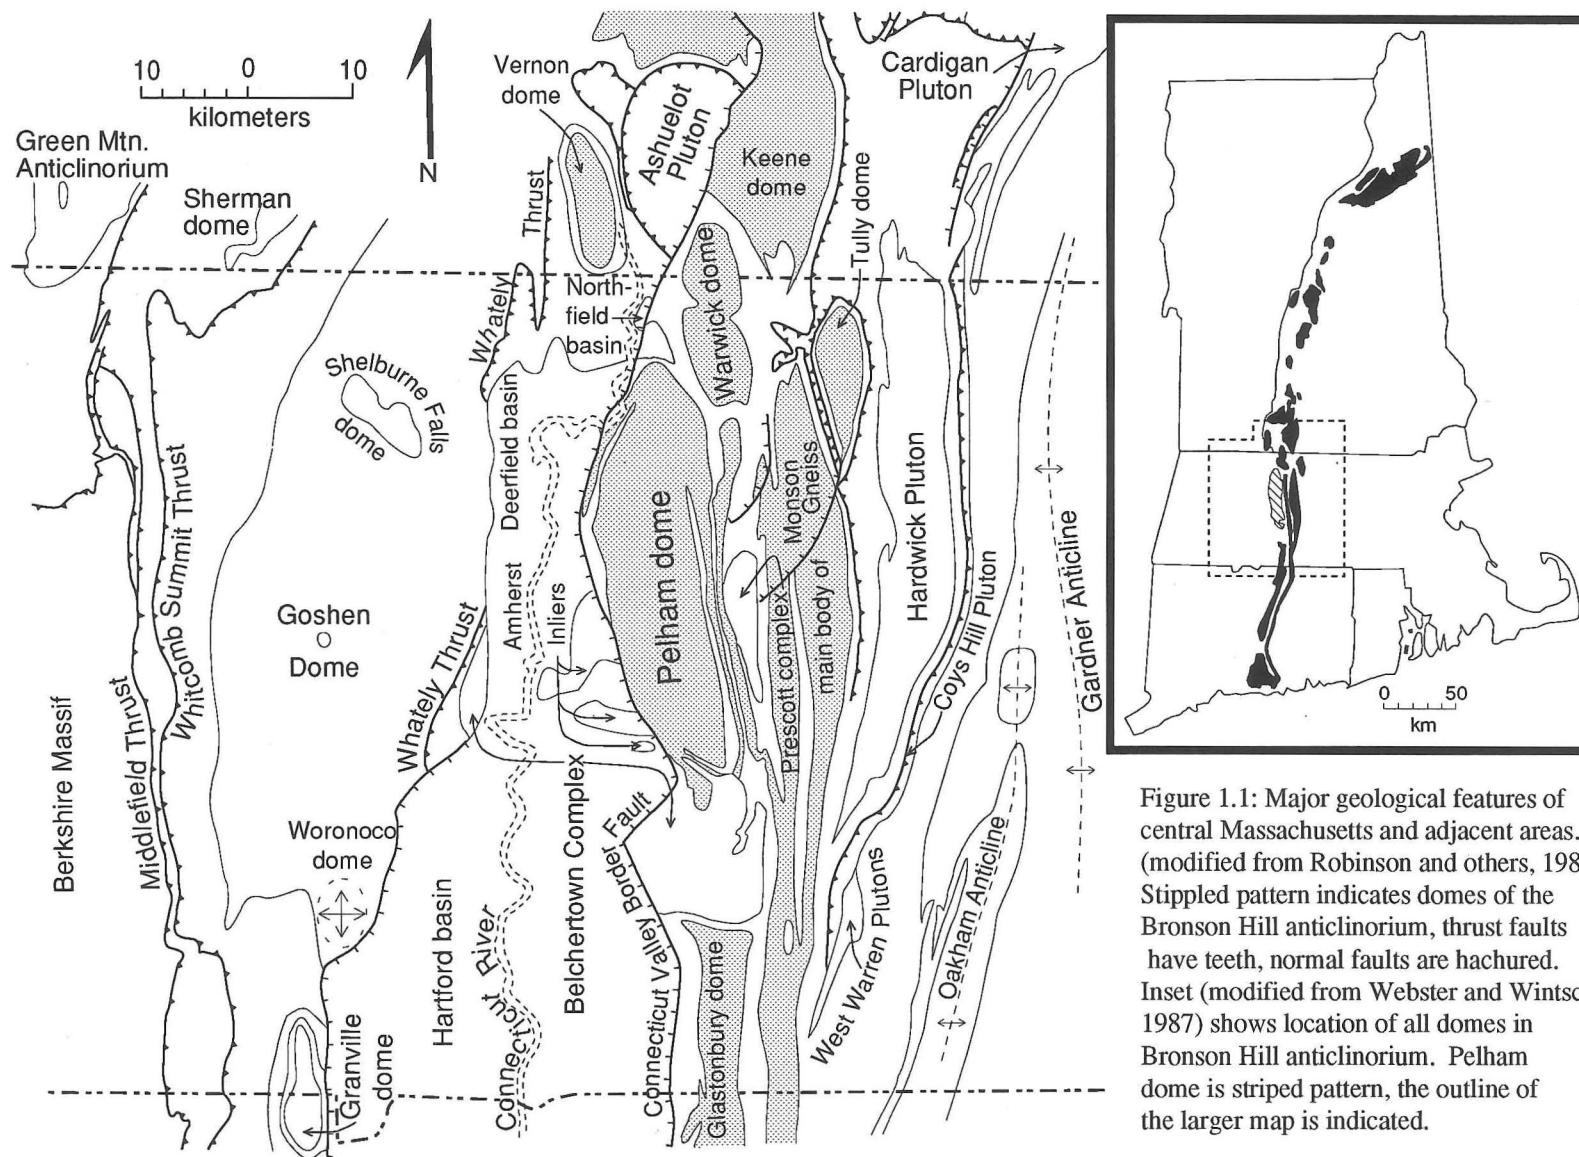 10 0 10
kilometers
N
Green Mtn.
Anticlinorium
Sherman
dome
Vernon
dome
Ashuelot
Pluton
Keene
dome
Cardigan
Pluton
Tully dome
Whately Thrust
North-
field
basin
Warwick dome
Shelburne Falls
dome
Deerfield basin
Middlefield Thrust
Whitcomb Summit Thrust
Goshen
Dome
Amherst
Inliers
Pelham dome
Monson
Gneiss
main body of
Prescott complex
Hardwick Pluton
Coys Hill Pluton
Gardner Anticline
Whately Thrust
Berkshire Massif
Woronoco
dome
Hartford basin
Connecticut River
Belchertown Complex
Connecticut Valley Border Fault
Glastonbury dome
West Warren Plutons
Oakham Anticline
Granville
dome
0 50
km
Figure 1.1: Major geological features of
central Massachusetts and adjacent areas.
(modified from Robinson and others, 198
Stippled pattern indicates domes of the
Bronson Hill anticlinorium, thrust faults
have teeth, normal faults are hachured.
Inset (modified from Webster and Wintsc
1987) shows location of all domes in
Bronson Hill anticlinorium. Pelham
dome is striped pattern, the outline of
the larger map is indicated.